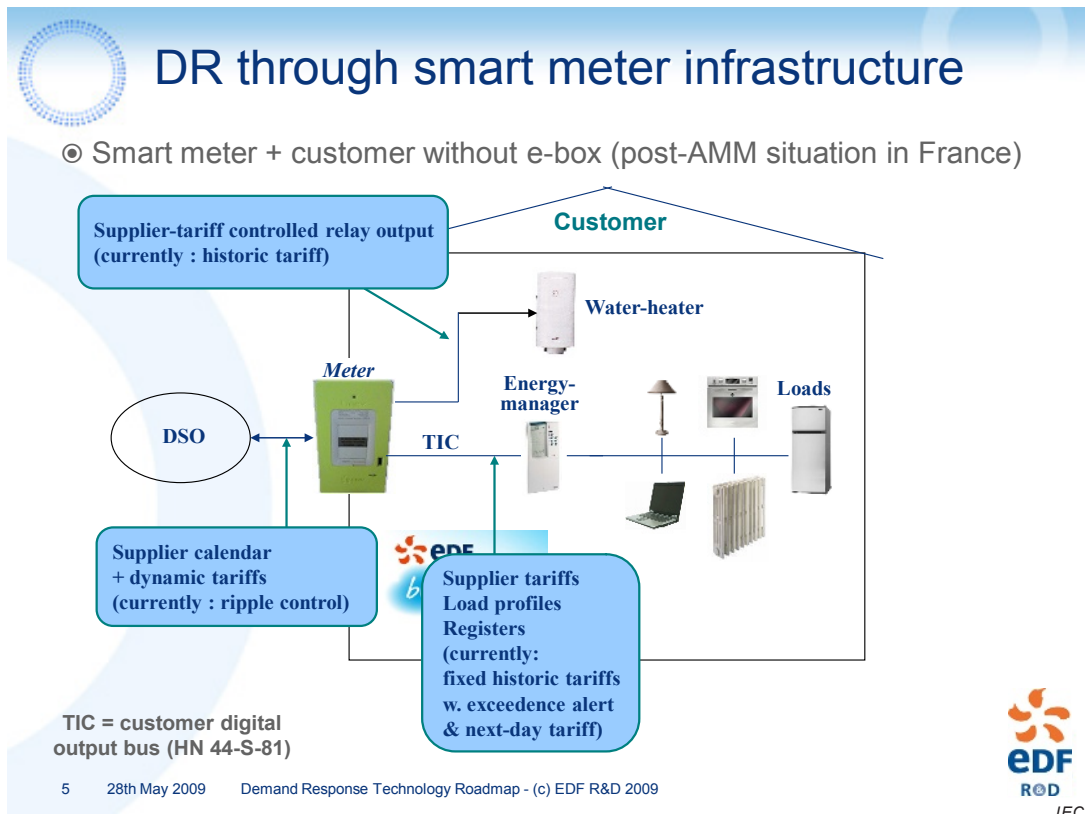 DR through smart meter infrastructure
Smart meter + customer without e-box (post-AMM situation in France)
Supplier-tariff controlled relay output
(currently : historic tariff)
Customer
Water-heater
Meter
Energy-
manager
Loads
DSO
TIC
Supplier calendar
+ dynamic tariffs
(currently : ripple control)
eDF
Supplier tariffs
Load profiles
Registers
(currently:
fixed historic tariffs
w. exceedence alert
& next-day tariff)
TIC = customer digital
output bus (HN 44-S-81)
eDF
R&D
5 28th May 2009 Demand Response Technology Roadmap - (c) EDF R&D 2009
IEC